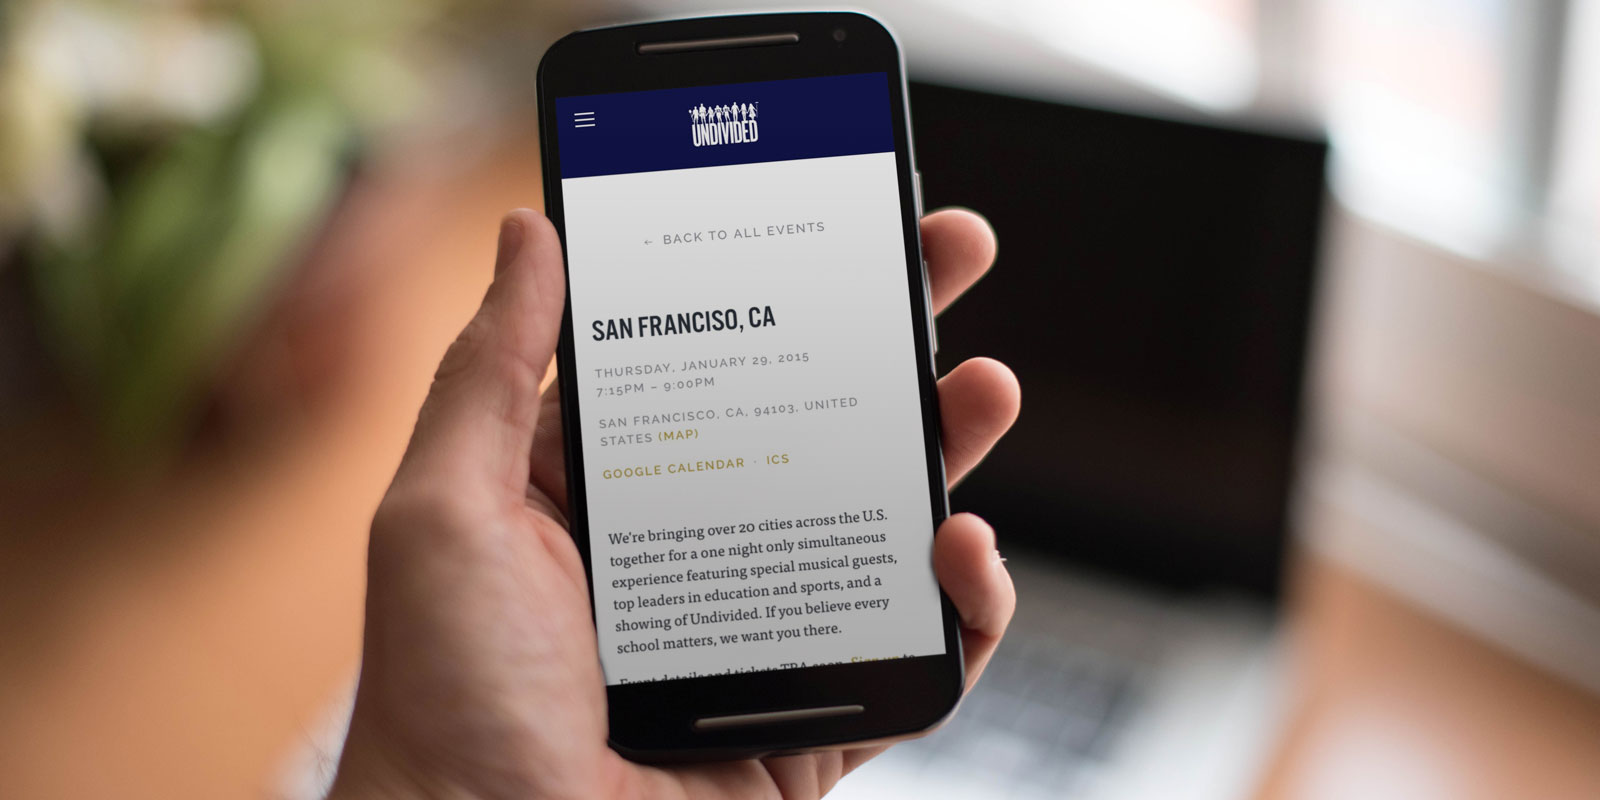 UNDIVIDED
← BACK TO ALL EVENTS
SAN FRANCISO, CA
THURSDAY, JANUARY 29, 2015
7:15PM – 9:00PM
SAN FRANCISCO, CA, 94103, UNITED
STATES (MAP)
GOOGLE CALENDAR · ICS
We're bringing over 20 cities across the U.S.
together for a one night only simultaneous
experience featuring special musical guests,
top leaders in education and sports, and a
showing of Undivided. If you believe every
school matters, we want you there.
Event details and tickets TBA soon. Sign up to